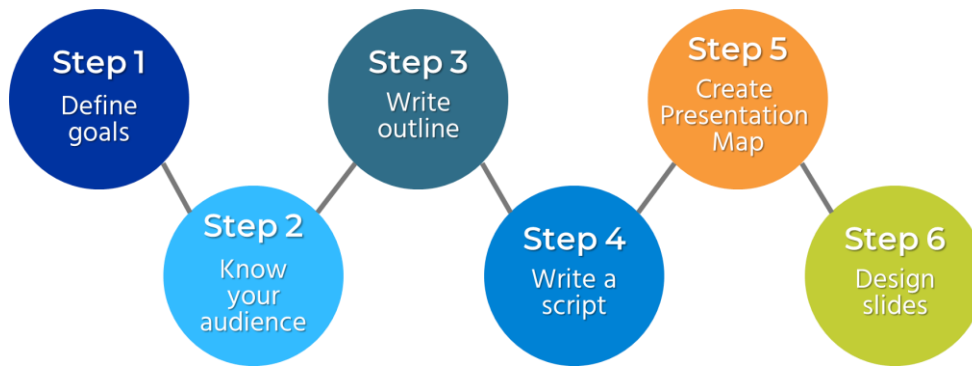 Step 1
Define
goals
Step 2
Know
your
audience
Step 3
Write
outline
Step 4
Write a
script
Step 5
Create
Presentation
Map
Step 6
Design
slides